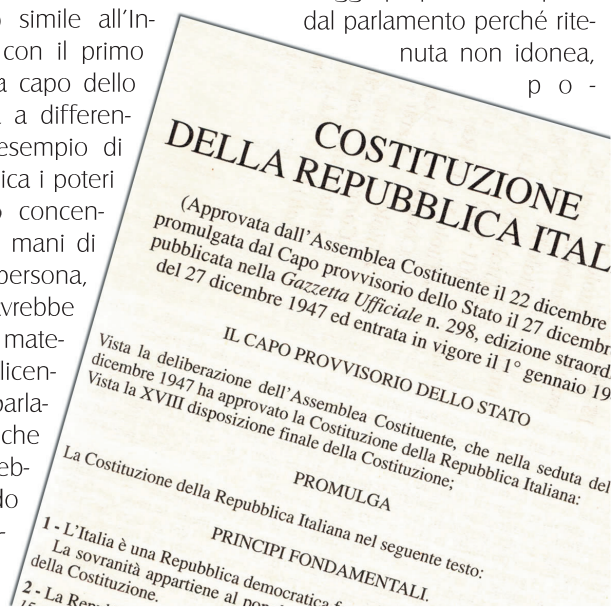 simile all'In-
con il primo
a capo dello
a differen-
esempio di
ica i poteri
concen-
mani di
persona,
vrebbe
mate-
licen-
parla-
che
eb-
do
dal parlamento perché rite-
nuta non idonea,
p o -
COSTITUZIONE
DELLA REPUBBLICA ITAL
(Approvata dall'Assemblea Costituente il 22 dicembre
promulgata dal Capo provvisorio dello Stato il 27 dicembr
pubblicata nella Gazzetta Ufficiale n. 298, edizione straord
del 27 dicembre 1947 ed entrata in vigore il 1° gennaio 19
IL CAPO PROVVISORIO DELLO STATO
Vista la deliberazione dell'Assemblea Costituente, che nella seduta del
dicembre 1947 ha approvato la Costituzione della Repubblica Italiana:
Vista la XVIII disposizione finale della Costituzione;
PROMULGA
La Costituzione della Repubblica Italiana nel seguente testo:
PRINCIPI FONDAMENTALI.
1 - L'Italia è una Repubblica democratica f
La sovranità appartiene al pop
della Costituzione.
2 - La Rep